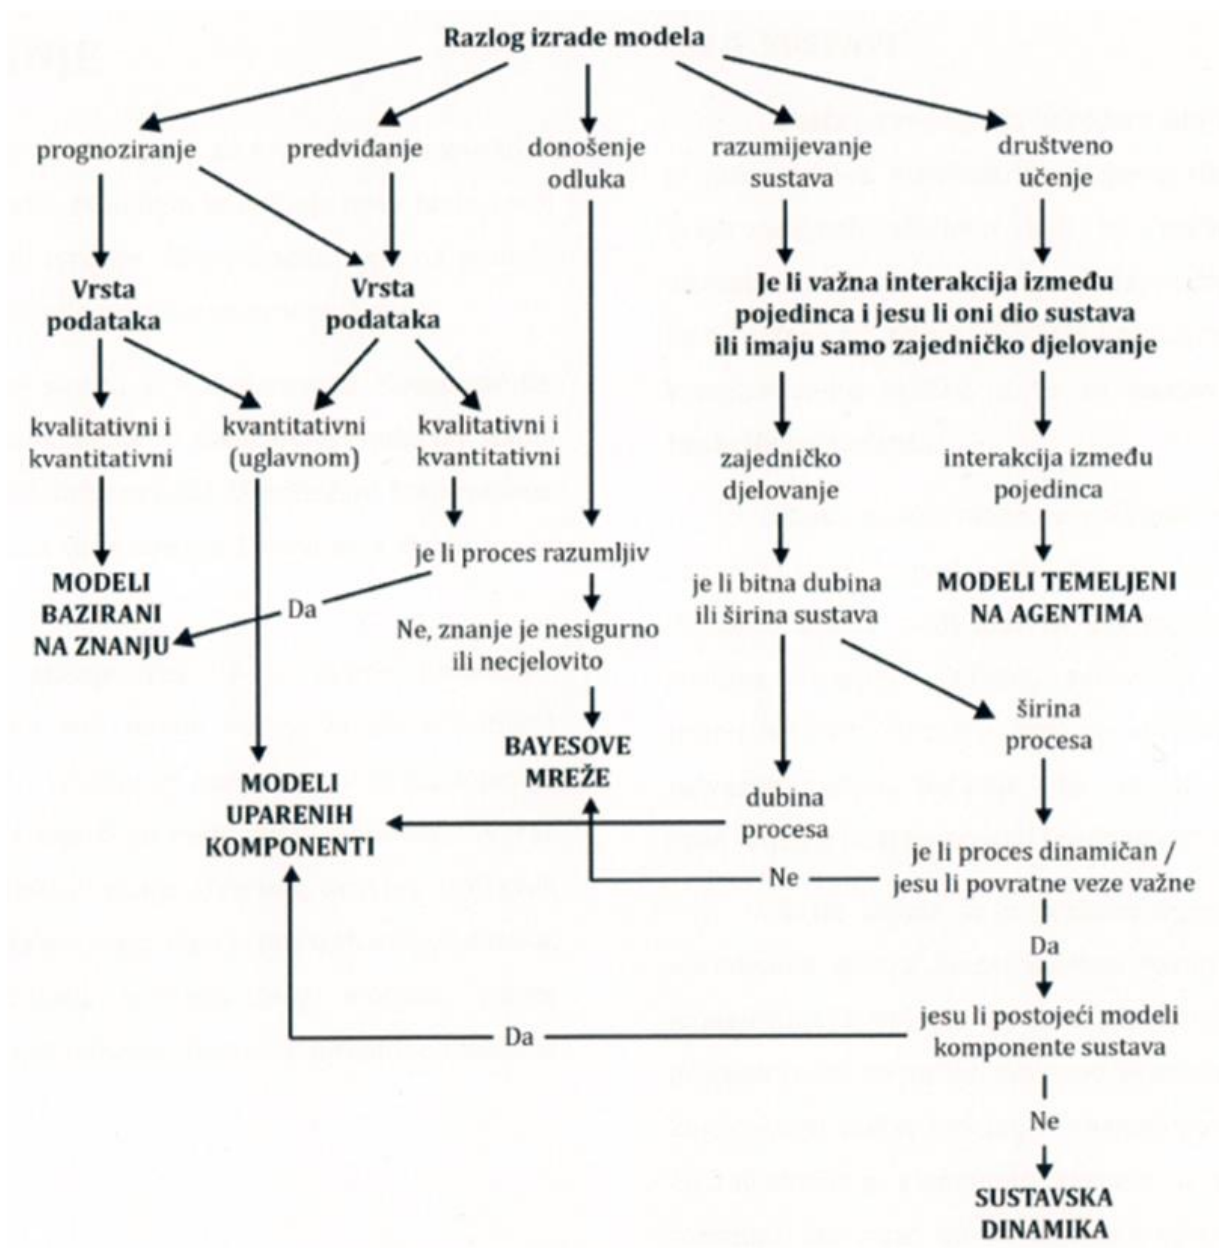 Razlog izrade modela
prognoziranje
predviđanje
donošenje
odluka
razumijevanje
sustava
društveno
učenje
Vrsta
podataka
Vrsta
podataka
Je li važna interakcija između
pojedinca i jesu li oni dio sustava
ili imaju samo zajedničko djelovanje
kvalitativni i
kvantitativni
kvantitativni
(uglavnom)
kvalitativni i
kvantitativni
zajedničko
djelovanje
interakcija između
pojedinca
je li proces razumljiv
MODELI
BAZIRANI
NA ZNANJU
Da
Ne, znanje je nesigurno
ili necjelovito
je li bitna dubina
ili širina sustava
MODELI TEMELJENI
NA AGENTIMA
širina
procesa
BAYESOVE
MREŽE
MODELI
UPARENIH
KOMPONENTI
dubina
procesa
je li proces dinamičan /
jesu li povratne veze važne
Ne
Da
jesu li postojeći modeli
komponente sustava
Da
Ne
SUSTAVSKA
DINAMIKA